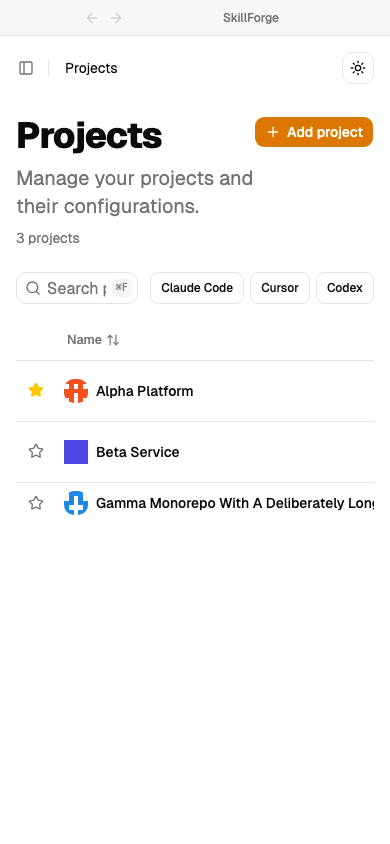 SkillForge
Projects
Projects
Add project
Manage your projects and
their configurations.
3 projects
Search ⌘F
Claude Code
Cursor
Codex
Name
Alpha Platform
Beta Service
Gamma Monorepo With A Deliberately Long